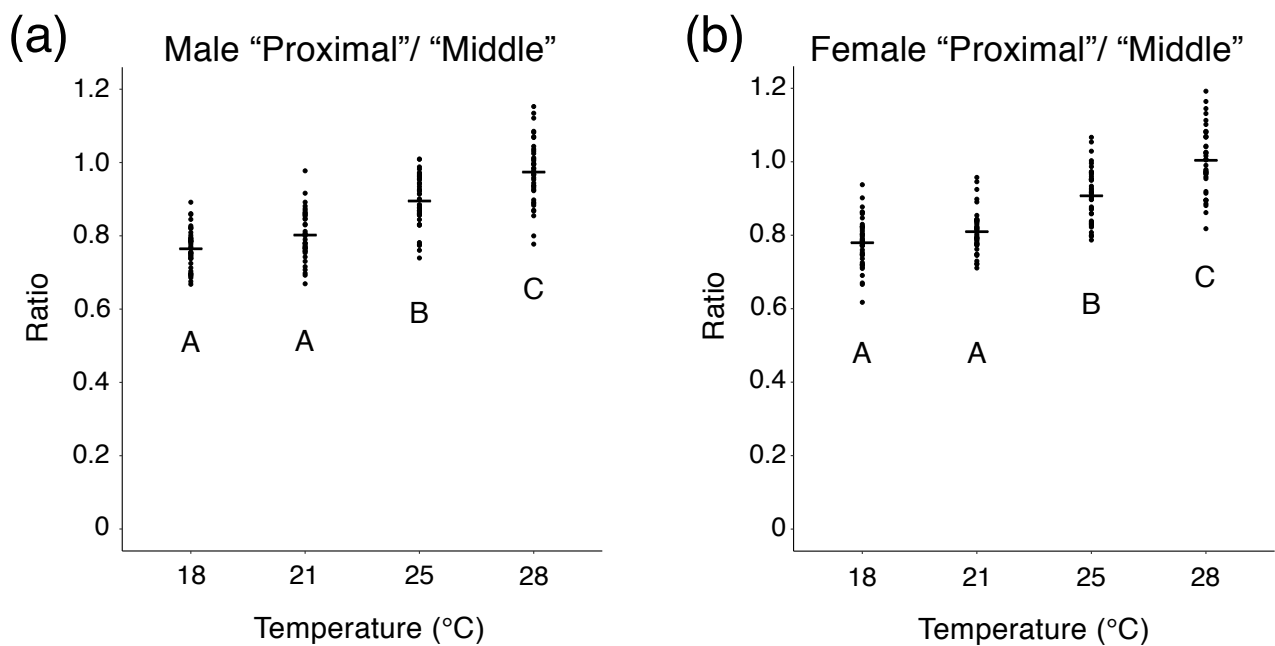 (a)
Male “Proximal”/ “Middle”
1.2
1.0
0.8
0.6
0.4
0.2
0
Ratio
A
A
B
C
18 21 25 28
Temperature (°C)
(b)
Female “Proximal”/ “Middle”
1.2
1.0
0.8
0.6
0.4
0.2
0
Ratio
A
A
B
C
18 21 25 28
Temperature (°C)